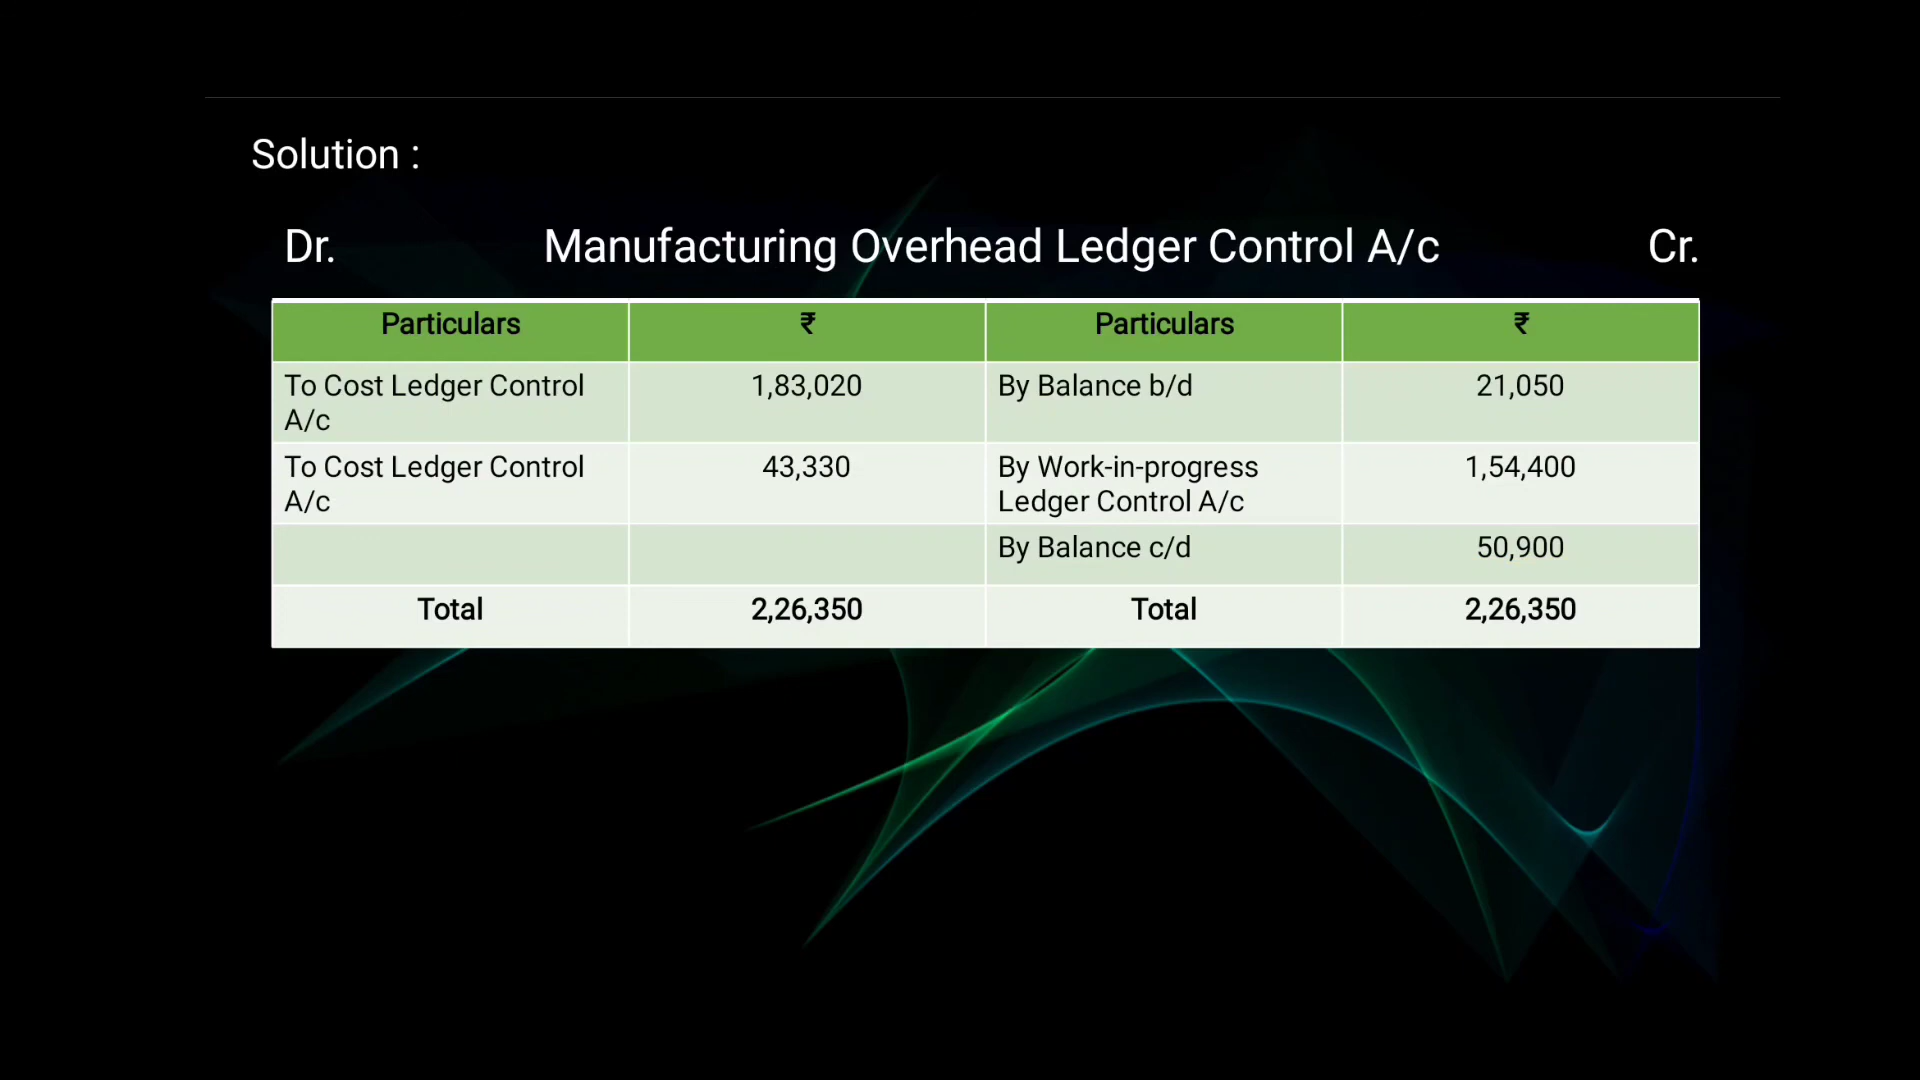 Solution :
Dr. Manufacturing Overhead Ledger Control A/c Cr.
Particulars ₹ Particulars ₹
To Cost Ledger Control A/c 1,83,020 By Balance b/d 21,050
To Cost Ledger Control A/c 43,330 By Work-in-progress Ledger Control A/c 1,54,400
By Balance c/d 50,900
Total 2,26,350 Total 2,26,350